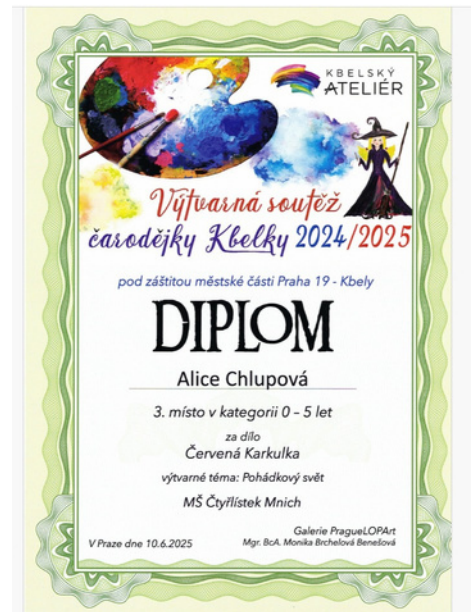 KBELSKÝ
ATELIÉR
Výtvarná soutěž
čarodějky Kbelky 2024/2025
pod záštitou městské části Praha 19 - Kbely
DIPLOM
Alice Chlupová
3. místo v kategorii 0 - 5 let
za dílo
Červená Karkulka
výtvarné téma: Pohádkový svět
MŠ Čtyřlístek Mnich
Galerie PragueLOPArt
V Praze dne 10.6.2025 Mgr. BcA. Monika Brchelová Benešová